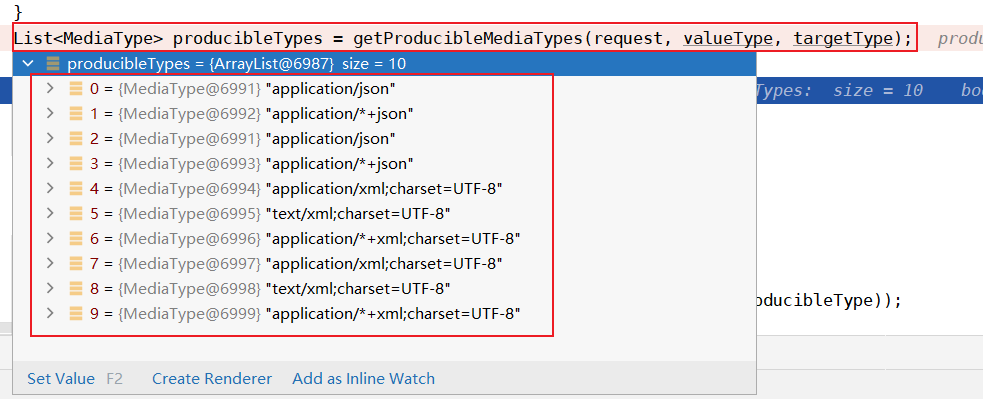 }
List<MediaType> producibleTypes = getProducibleMediaTypes(request, valueType, targetType); produ
producibleTypes = {ArrayList@6987} size = 10
0 = {MediaType@6991} "application/json"
1 = {MediaType@6992} "application/*+json"
Types: size = 10 boo
2 = {MediaType@6991} "application/json"
3 = {MediaType@6993} "application/*+json"
4 = {MediaType@6994} "application/xml;charset=UTF-8"
5 = {MediaType@6995} "text/xml;charset=UTF-8"
6 = {MediaType@6996} "application/*+xml;charset=UTF-8"
7 = {MediaType@6997} "application/xml;charset=UTF-8"
8 = {MediaType@6998} "text/xml;charset=UTF-8"
oducibleType));
9 = {MediaType@6999} "application/*+xml;charset=UTF-8"
Set Value F2 Create Renderer Add as Inline Watch